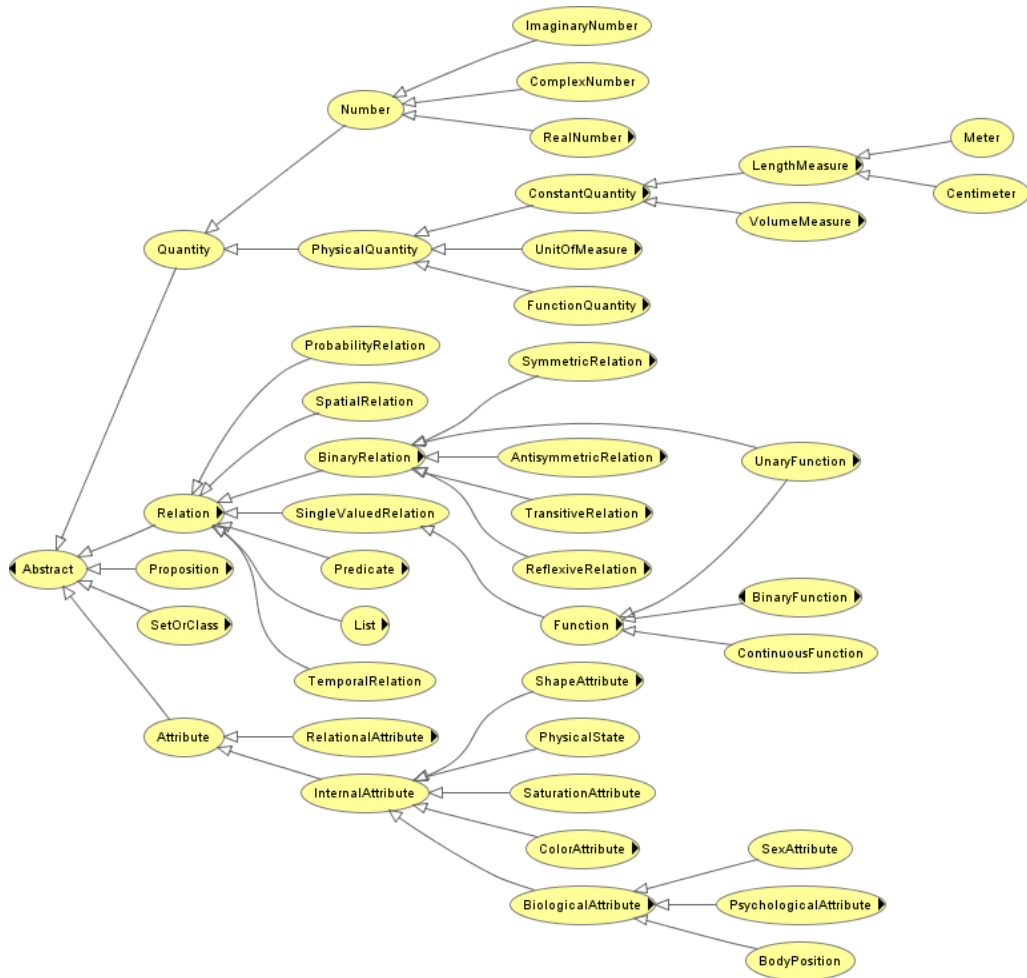 ImaginaryNumber
ComplexNumber
Number
RealNumber
Meter
LengthMeasure
ConstantQuantity
Centimeter
VolumeMeasure
Quantity
PhysicalQuantity
UnitOfMeasure
FunctionQuantity
ProbabilityRelation
SymmetricRelation
SpatialRelation
BinaryRelation
AntisymmetricRelation
UnaryFunction
Relation
SingleValuedRelation
TransitiveRelation
Abstract
Proposition
Predicate
ReflexiveRelation
BinaryFunction
SetOrClass
List
Function
ContinuousFunction
TemporalRelation
ShapeAttribute
Attribute
RelationalAttribute
PhysicalState
InternalAttribute
SaturationAttribute
ColorAttribute
SexAttribute
BiologicalAttribute
PsychologicalAttribute
BodyPosition